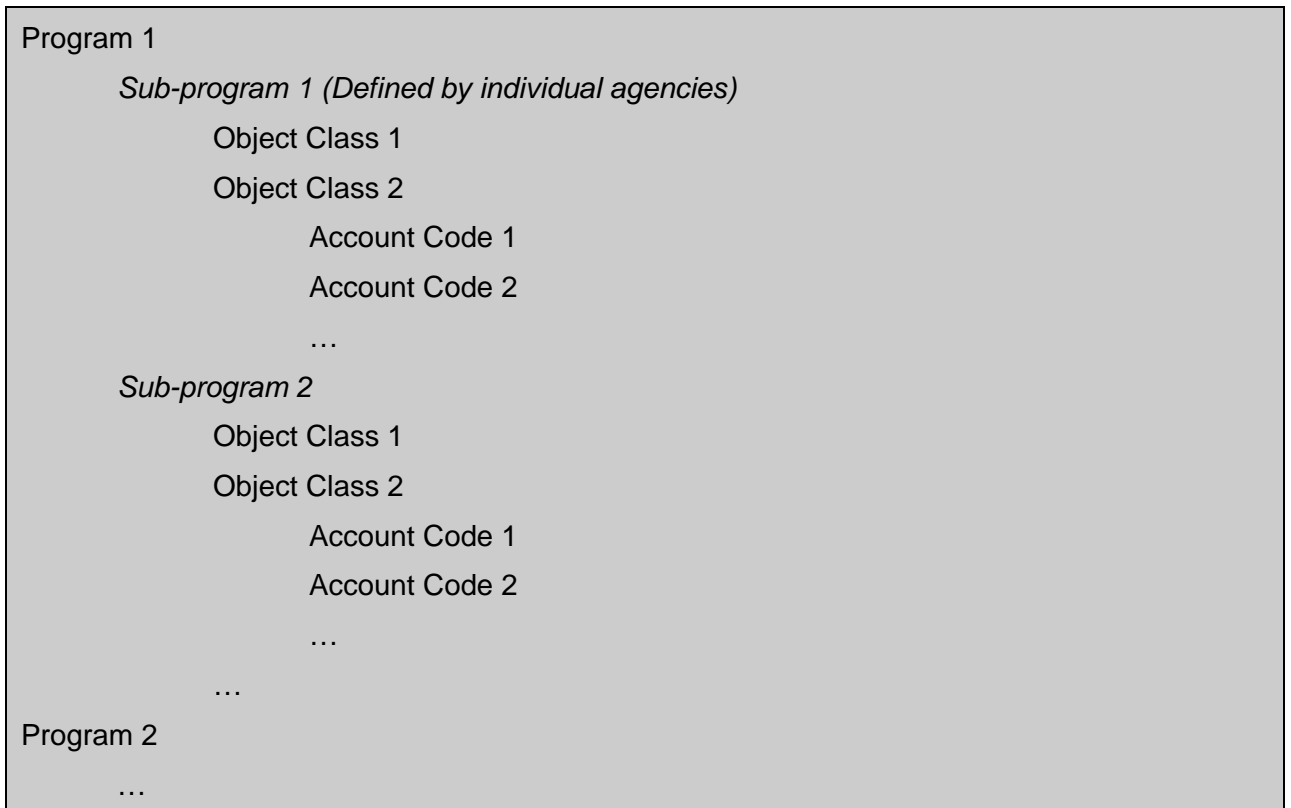 Program 1
Sub-program 1 (Defined by individual agencies)
Object Class 1
Object Class 2
Account Code 1
Account Code 2
…
Sub-program 2
Object Class 1
Object Class 2
Account Code 1
Account Code 2
…
…
Program 2
…